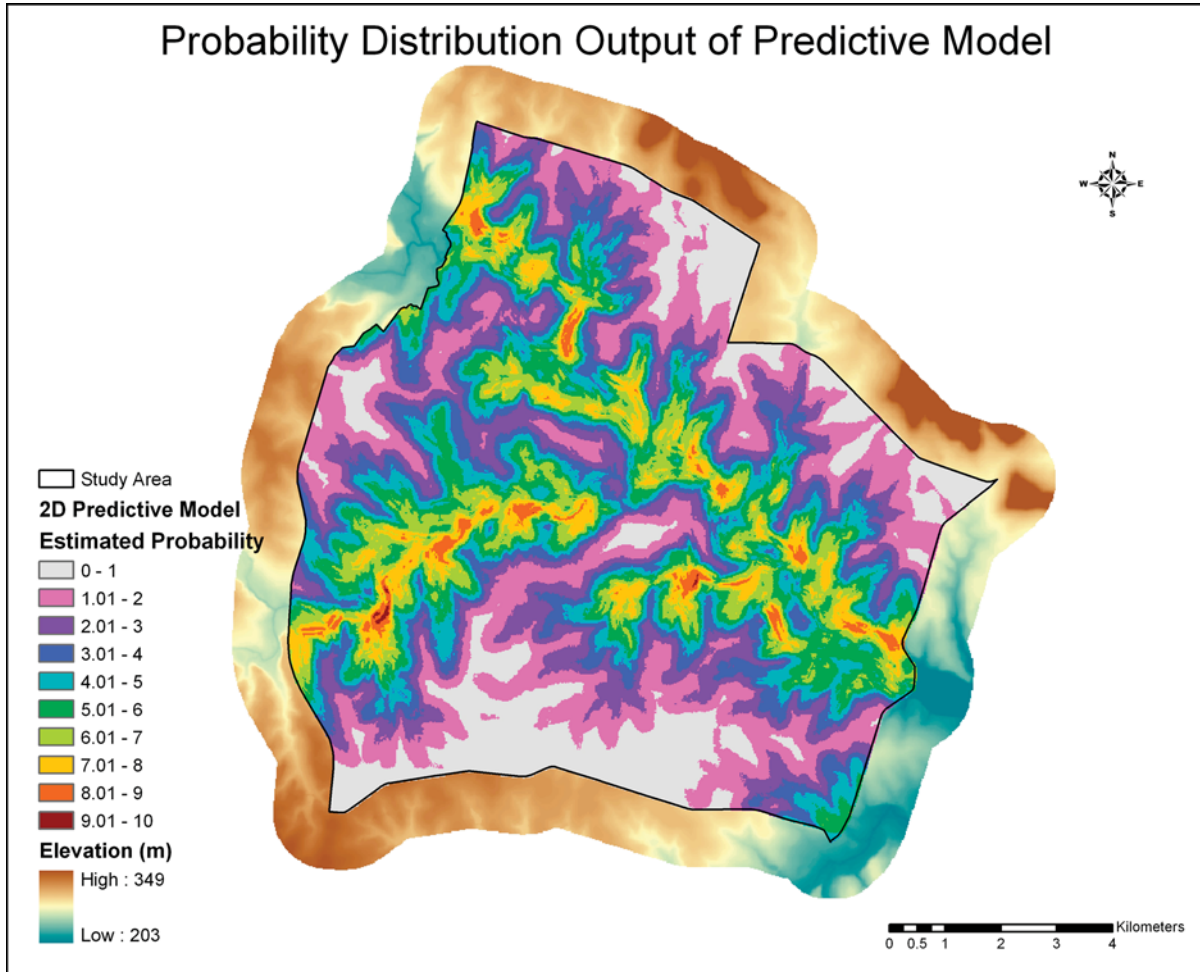 Probability Distribution Output of Predictive Model
N
W E
S
Study Area
2D Predictive Model
Estimated Probability
0 - 1
1.01 - 2
2.01 - 3
3.01 - 4
4.01 - 5
5.01 - 6
6.01 - 7
7.01 - 8
8.01 - 9
9.01 - 10
Elevation (m)
High : 349
Low : 203
Kilometers
0 0.5 1 2 3 4